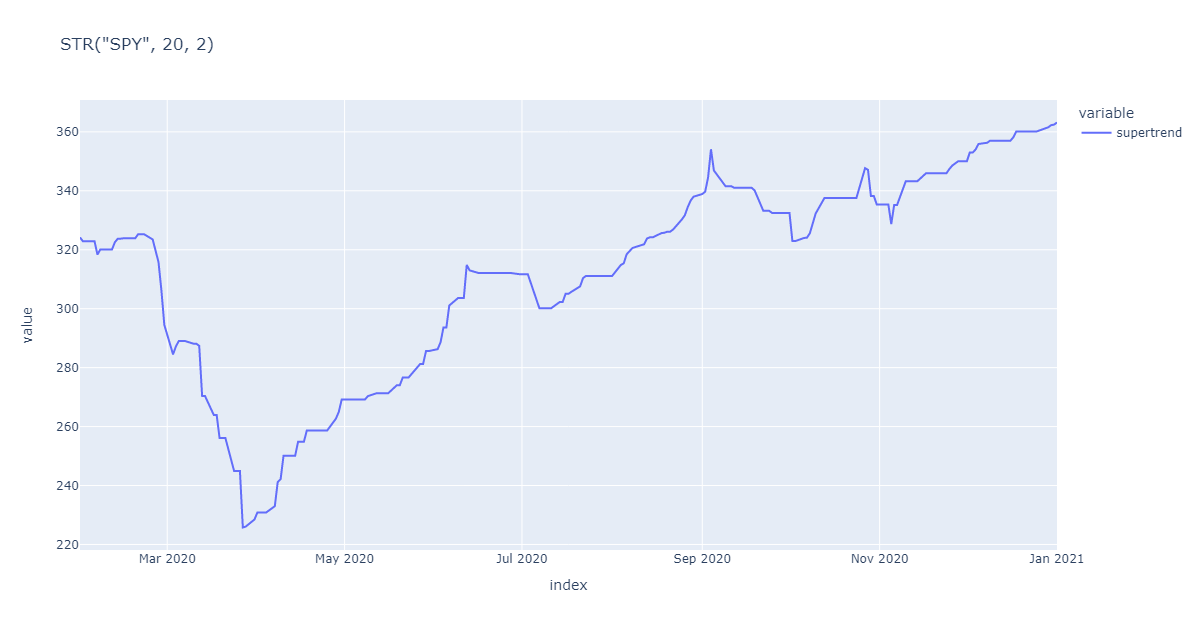 STR("SPY", 20, 2)
variable
supertrend
360
340
320
300
280
260
240
220
value
Mar 2020
May 2020
Jul 2020
Sep 2020
Nov 2020
Jan 2021
index